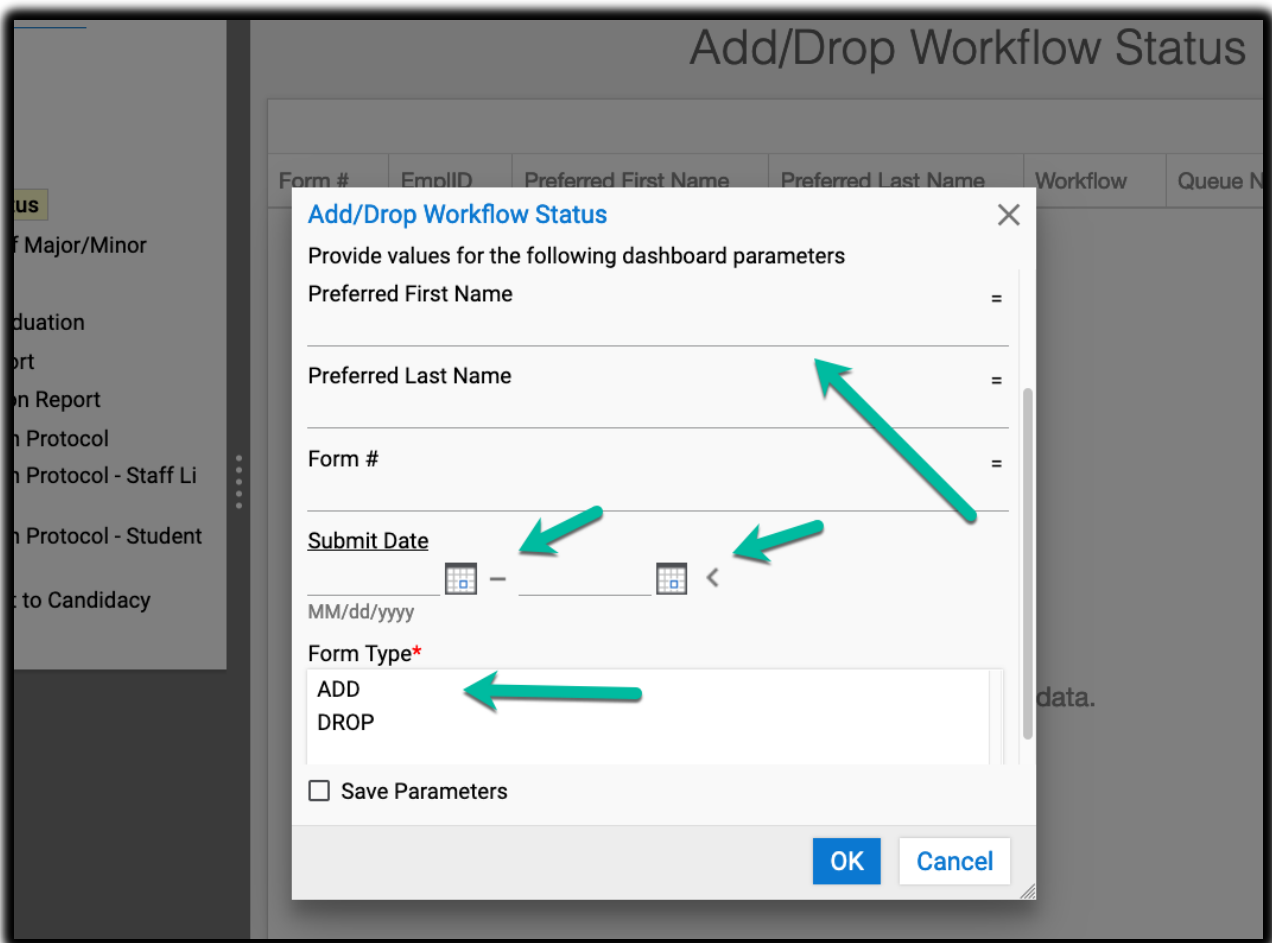 Add/Drop Workflow Status
Form # EmplID Preferred First Name Preferred Last Name Workflow Queue N
us
f Major/Minor
duation
ort
on Report
n Protocol
n Protocol - Staff Li
n Protocol - Student
t to Candidacy
Add/Drop Workflow Status
Provide values for the following dashboard parameters
Preferred First Name =
Preferred Last Name =
Form # =
Submit Date
MM/dd/yyyy
Form Type*
ADD
DROP
data.
Save Parameters
OK Cancel